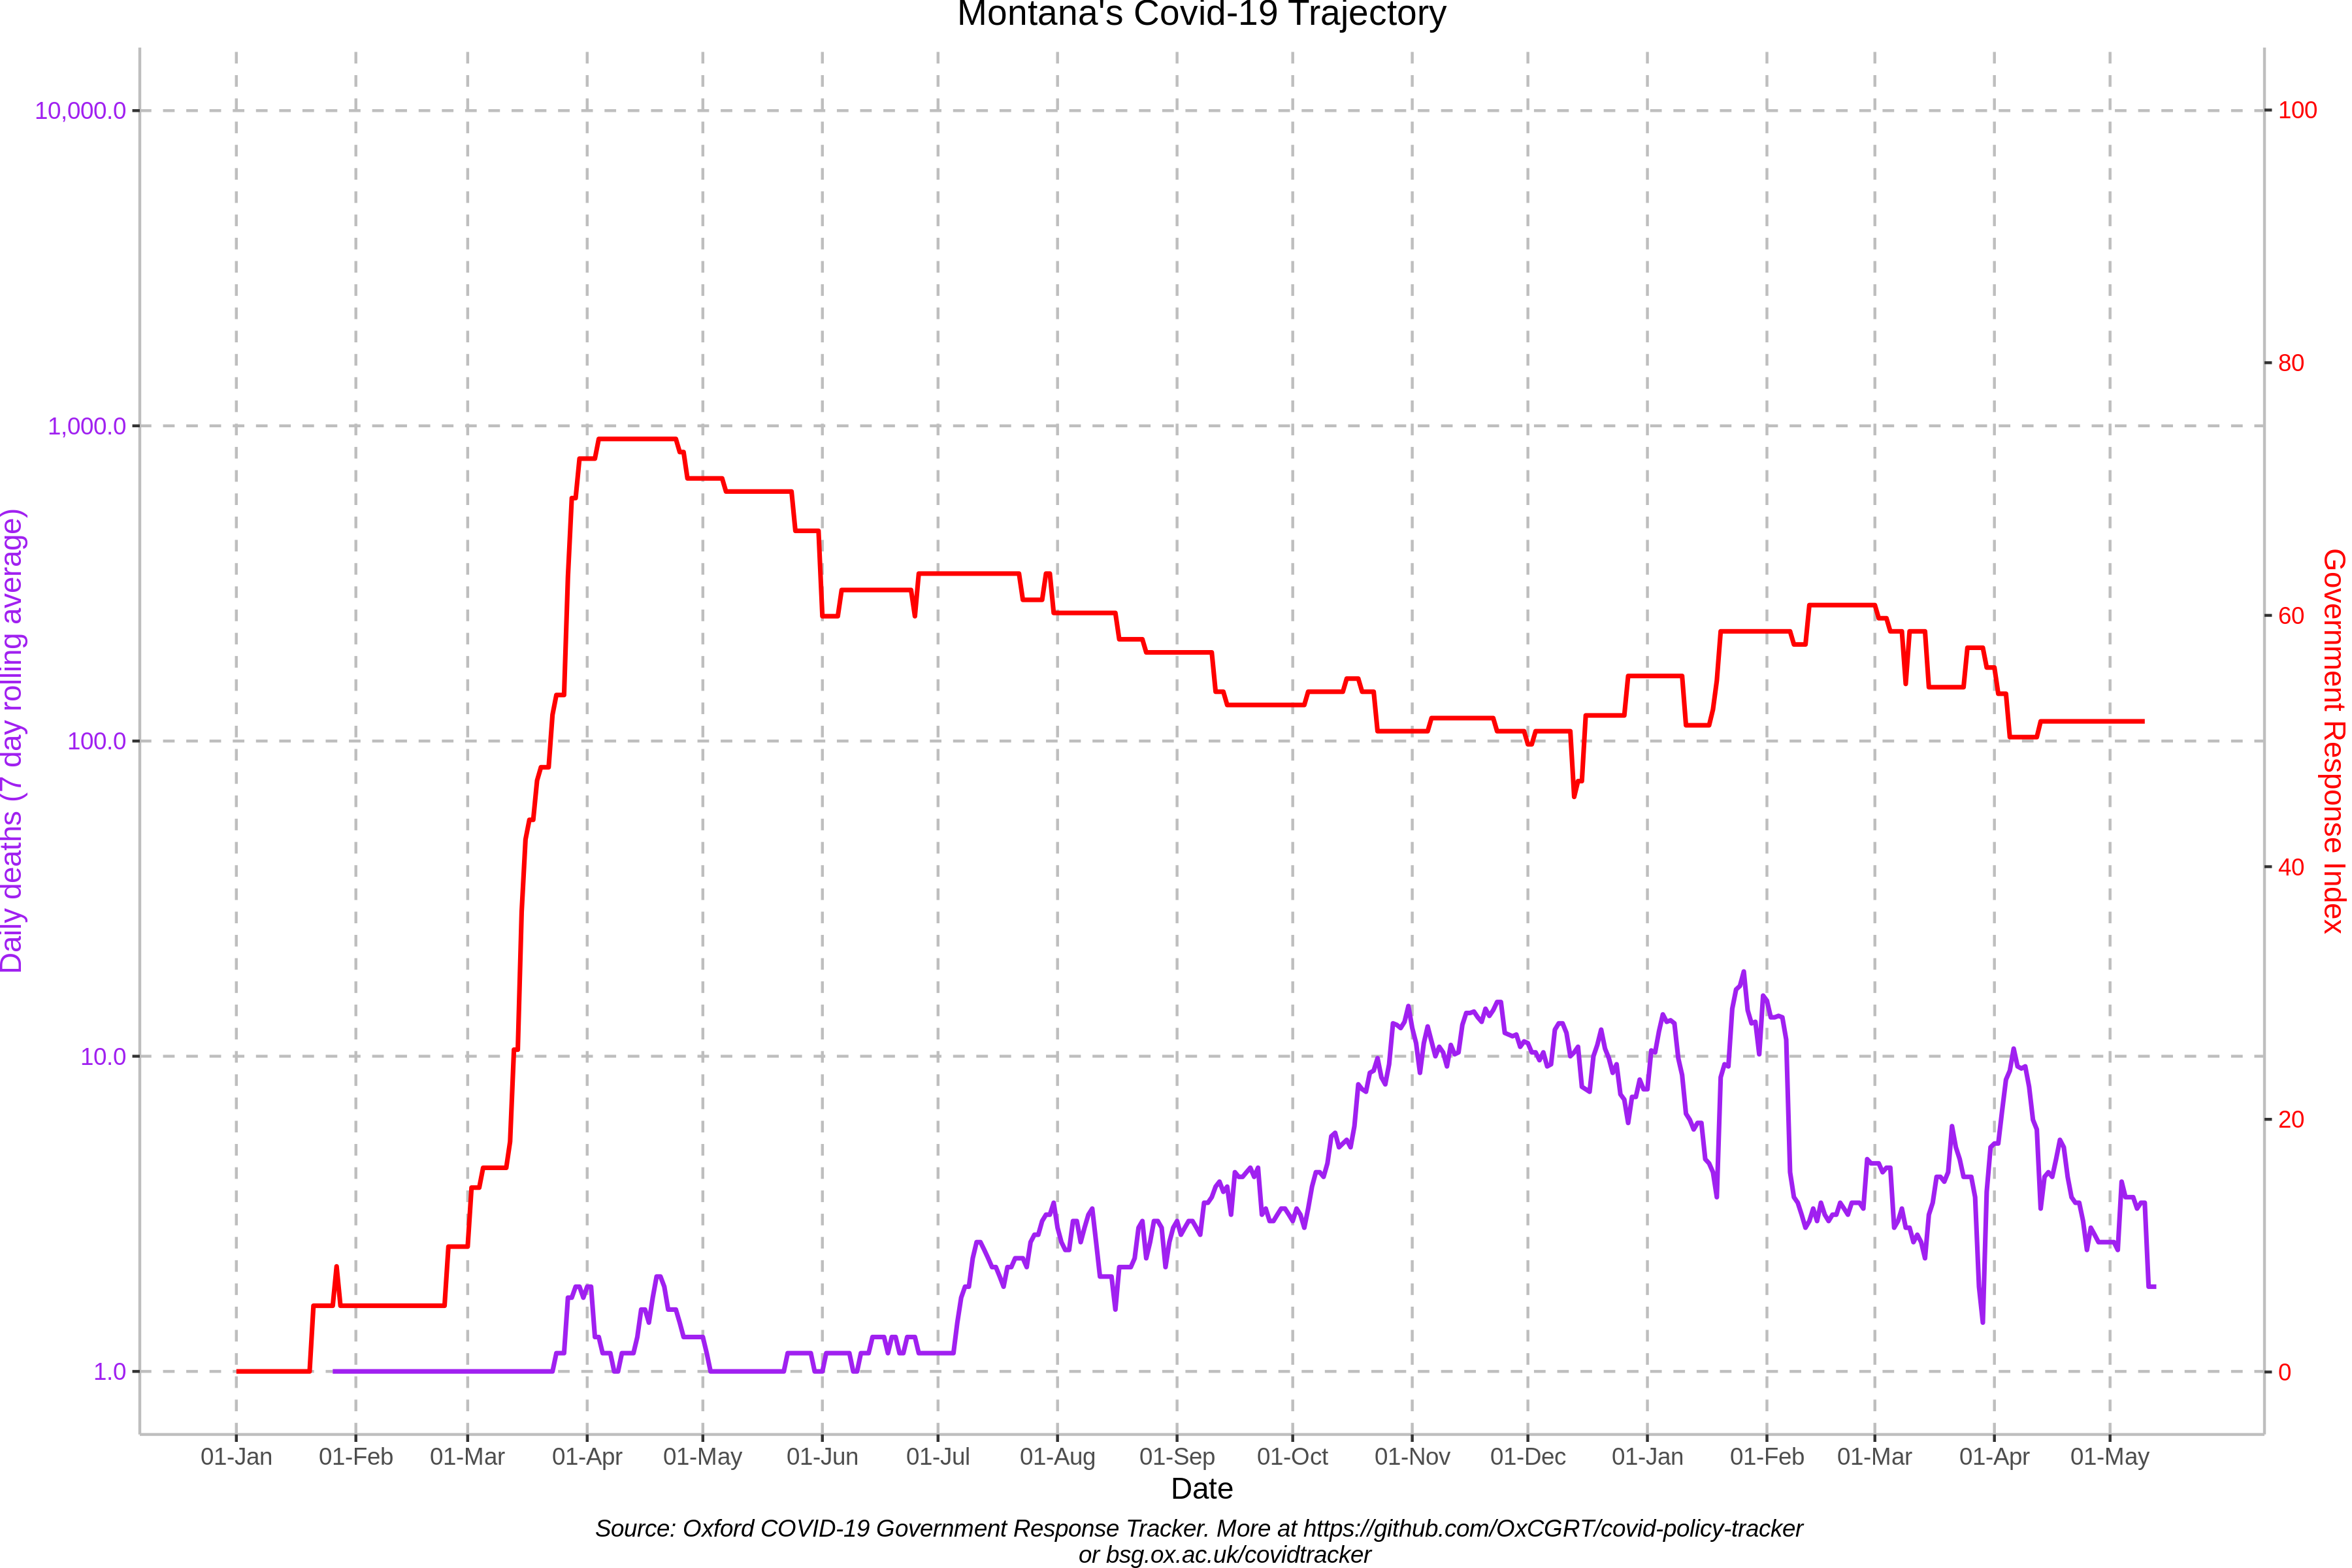 Montana's Covid-19 Trajectory
10,000.0
1,000.0
100.0
10.0
1.0
Daily deaths (7 day rolling average)
100
80
60
40
20
0
Government Response Index
01-Jan 01-Feb 01-Mar 01-Apr 01-May 01-Jun 01-Jul 01-Aug 01-Sep 01-Oct 01-Nov 01-Dec 01-Jan 01-Feb 01-Mar 01-Apr 01-May
Date
Source: Oxford COVID-19 Government Response Tracker. More at https://github.com/OxCGRT/covid-policy-tracker
or bsg.ox.ac.uk/covidtracker